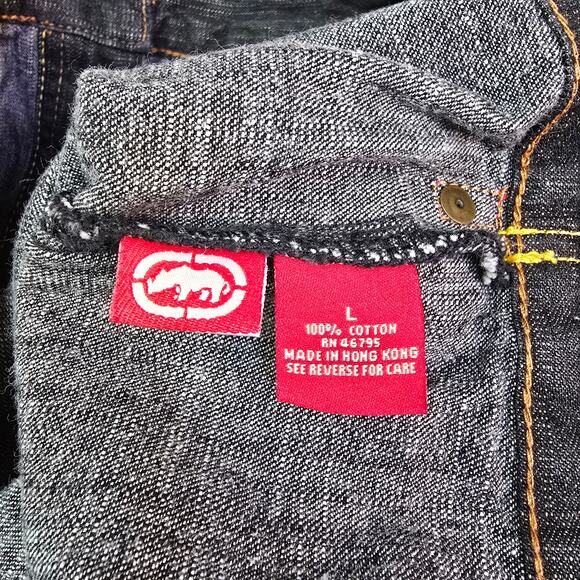 L
100% COTTON
RN 46795
MADE IN HONG KONG
SEE REVERSE FOR CARE